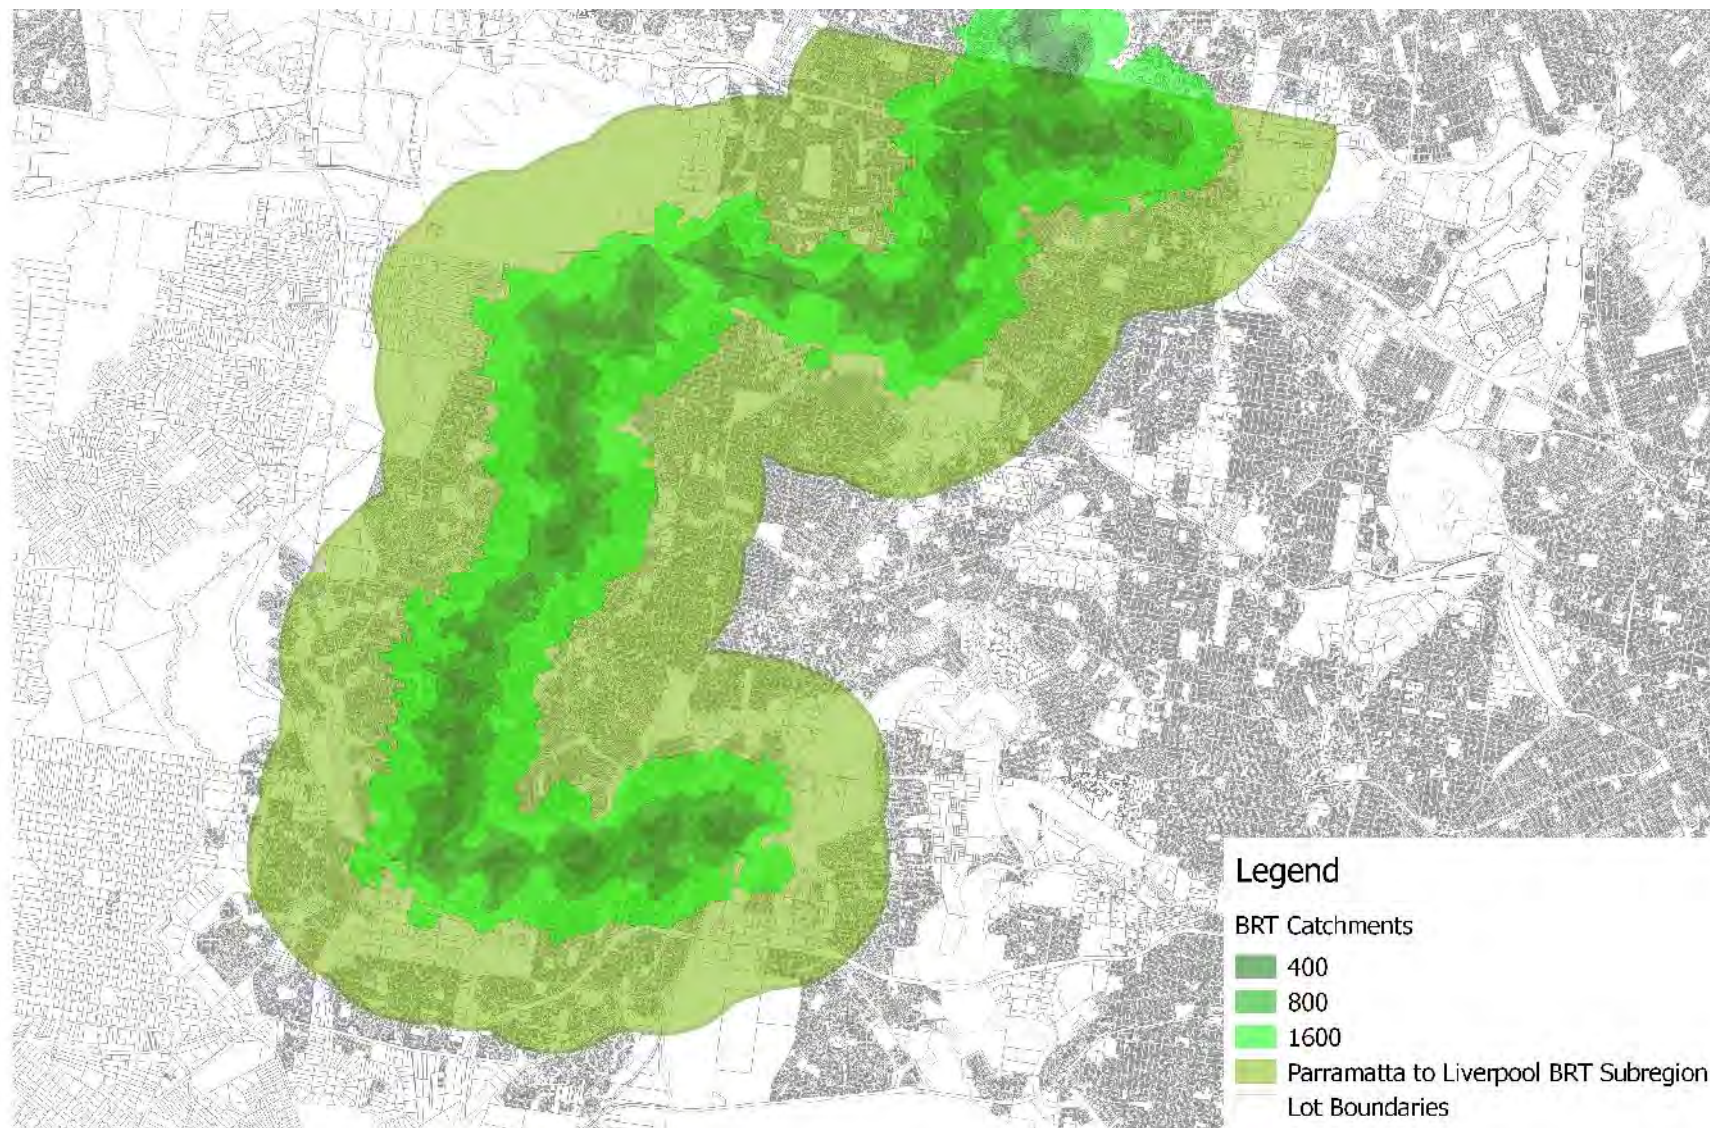 Legend
BRT Catchments
400
800
1600
Parramatta to Liverpool BRT Subregion
Lot Boundaries